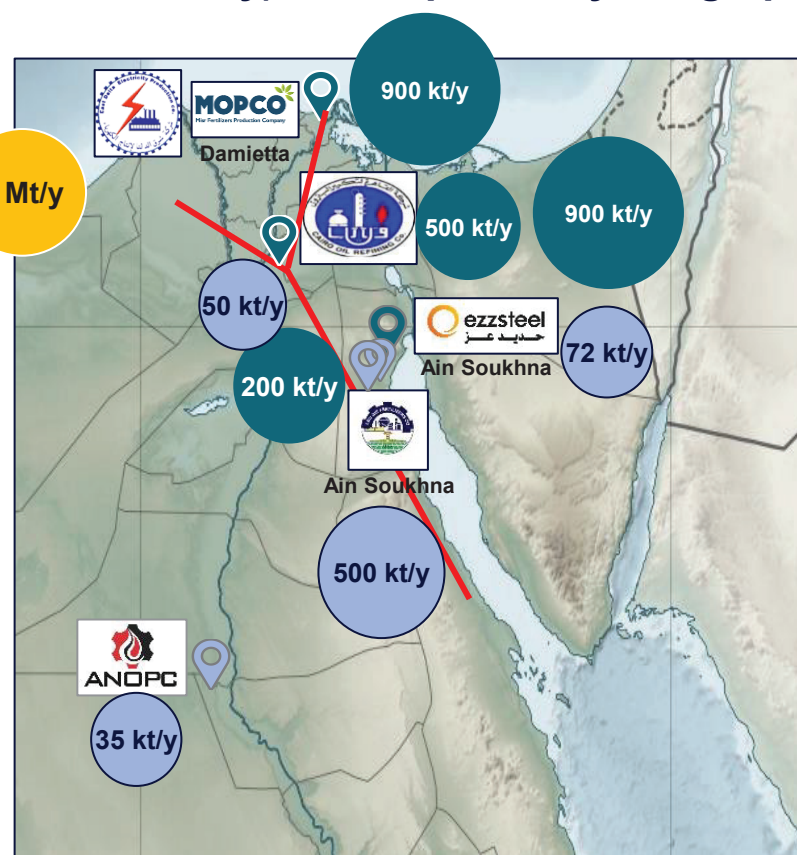 MOPCO
Misr Fertilizers Production Company
Damietta
900 kt/y
Mt/y
CAIRO OIL REFINING Co.
500 kt/y
900 kt/y
50 kt/y
ezzsteel
حديد عز
Ain Soukhna
72 kt/y
200 kt/y
Ain Soukhna
500 kt/y
ANOPC
35 kt/y